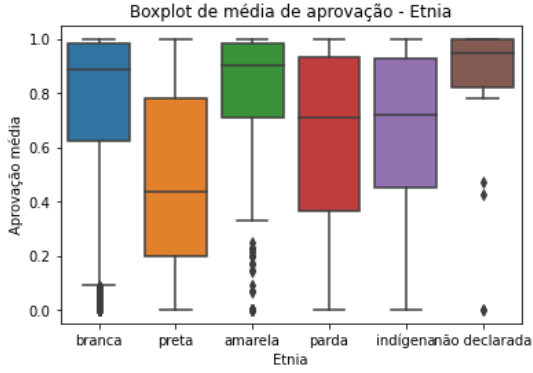 Boxplot de média de aprovação - Etnia
Aprovação média
1.0
0.8
0.6
0.4
0.2
0.0
branca preta amarela parda indígena não declarada
Etnia